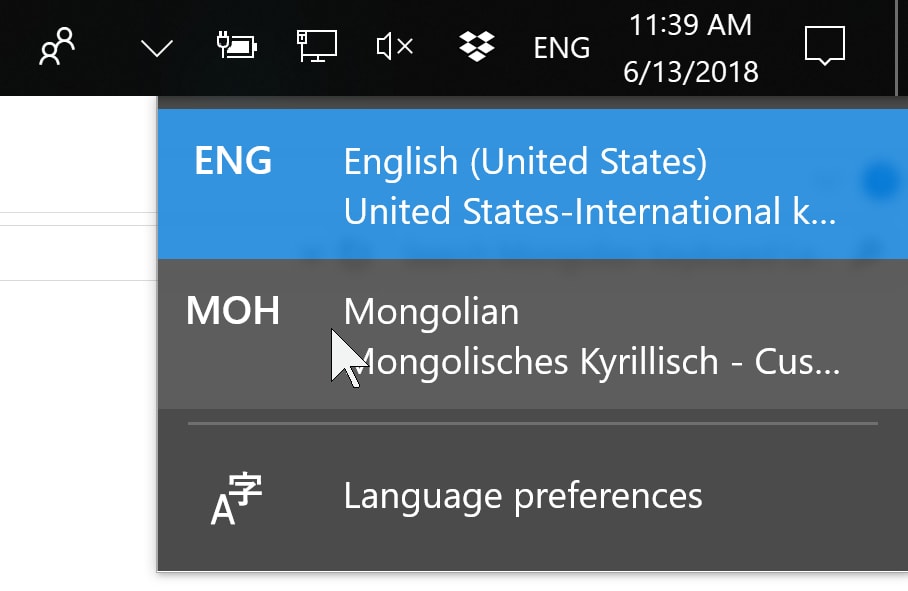 ENG
11:39 AM
6/13/2018
ENG
English (United States)
United States-International k...
MOH
Mongolian
Mongolisches Kyrillisch - Cus...
A字
Language preferences